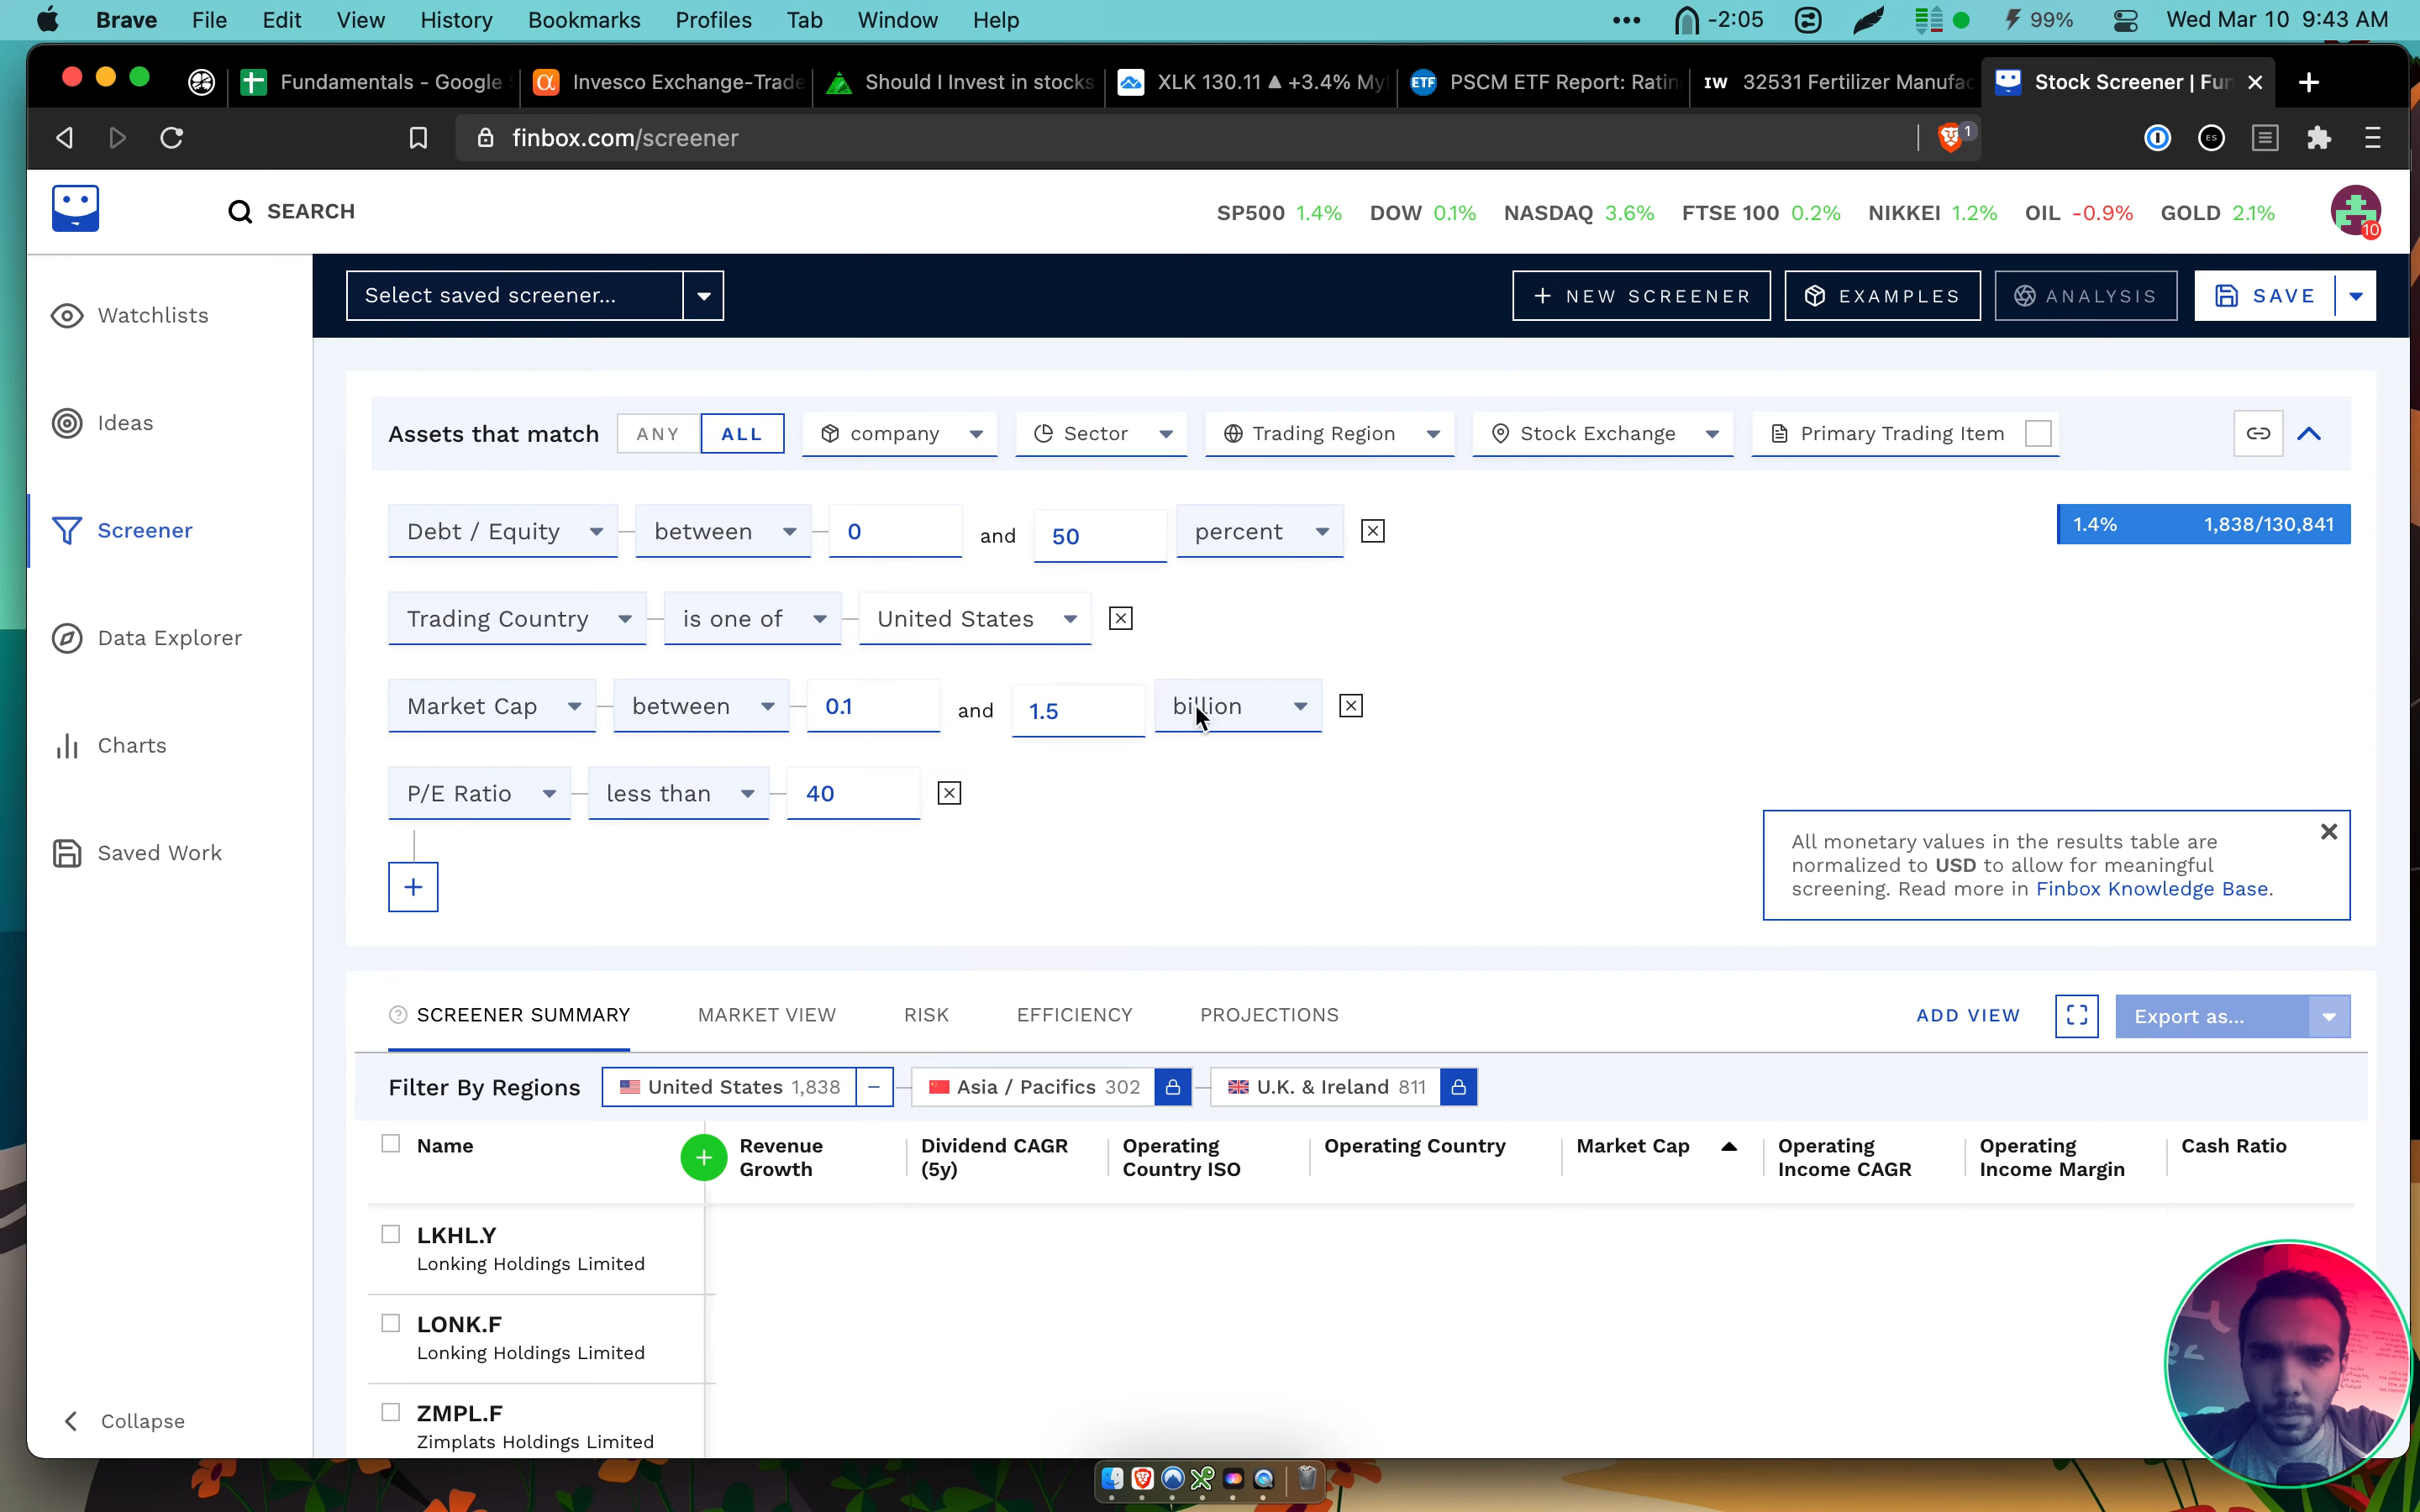 Brave File Edit View History Bookmarks Profiles Tab Window Help ••• -2:05 99% Wed Mar 10 9:43 AM
Fundamentals - Google Invesco Exchange-Trade Should I Invest in stocks XLK 130.11 ▲ +3.4% My ETF PSCM ETF Report: Ratin IW 32531 Fertilizer Manufac Stock Screener | Fun
finbox.com/screener 1 ES
SEARCH SP500 1.4% DOW 0.1% NASDAQ 3.6% FTSE 100 0.2% NIKKEI 1.2% OIL -0.9% GOLD 2.1% 10
Select saved screener... + NEW SCREENER EXAMPLES ANALYSIS SAVE
Watchlists
Ideas
Screener
Data Explorer
Charts
Saved Work
Collapse
Assets that match ANY ALL company Sector Trading Region Stock Exchange Primary Trading Item
Debt / Equity between 0 and 50 percent 1.4% 1,838/130,841
Trading Country is one of United States
Market Cap between 0.1 and 1.5 billion
P/E Ratio less than 40
+
All monetary values in the results table are
normalized to USD to allow for meaningful
screening. Read more in Finbox Knowledge Base.
SCREENER SUMMARY MARKET VIEW RISK EFFICIENCY PROJECTIONS ADD VIEW Export as...
Filter By Regions United States 1,838 Asia / Pacifics 302 U.K. & Ireland 811
Name Revenue Growth Dividend CAGR (5y) Operating Country ISO Operating Country Market Cap Operating Income CAGR Operating Income Margin Cash Ratio
LKHL.Y
Lonking Holdings Limited
LONK.F
Lonking Holdings Limited
ZMPL.F
Zimplats Holdings Limited